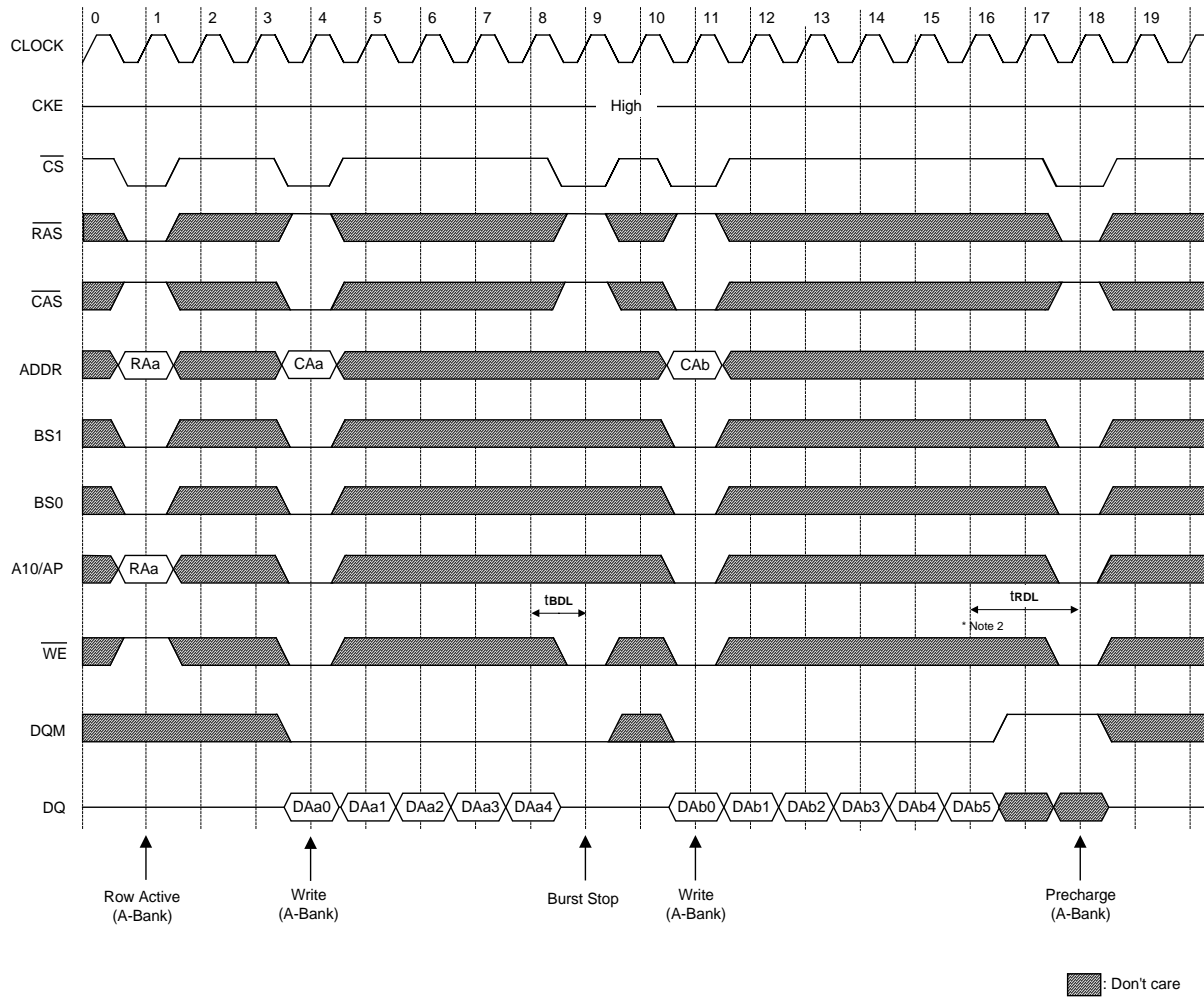 0 1 2 3 4 5 6 7 8 9 10 11 12 13 14 15 16 17 18 19
CLOCK
CKE High
CS
RAS
CAS
ADDR RAa CAa CAb
BS1
BS0
A10/AP RAa
tBDL tRDL
* Note 2
WE
DQM
DQ DAa0 DAa1 DAa2 DAa3 DAa4 DAb0 DAb1 DAb2 DAb3 DAb4 DAb5
Row Active
(A-Bank)
Write
(A-Bank)
Burst Stop
Write
(A-Bank)
Precharge
(A-Bank)
: Don't care